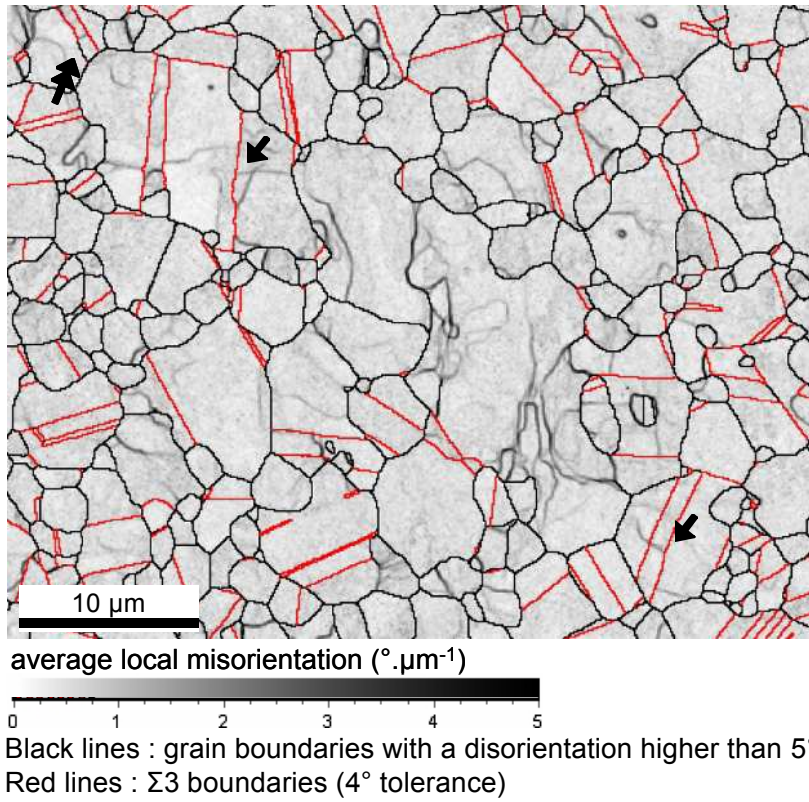 10 µm
average local misorientation (°.µm-1)
0 1 2 3 4 5
Black lines : grain boundaries with a disorientation higher than 5°
Red lines : Σ3 boundaries (4° tolerance)